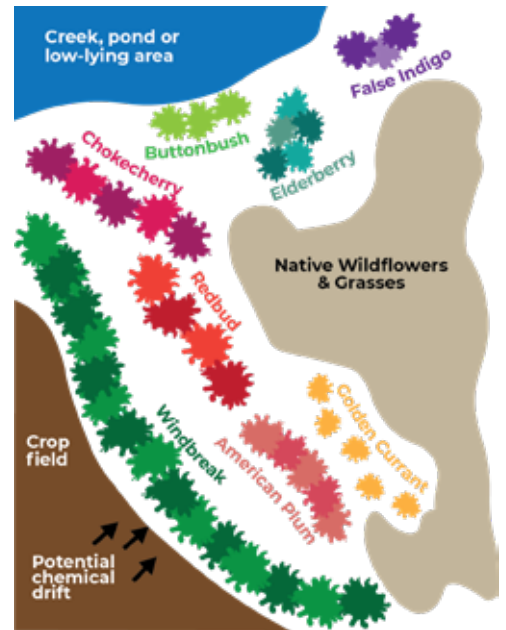 Creek, pond or
low-lying area
False Indigo
Buttonbush
Elderberry
Chokecherry
Native Wildflowers
& Grasses
Redbud
Golden Currant
Windbreak
American Plum
Crop
field
Potential
chemical
drift